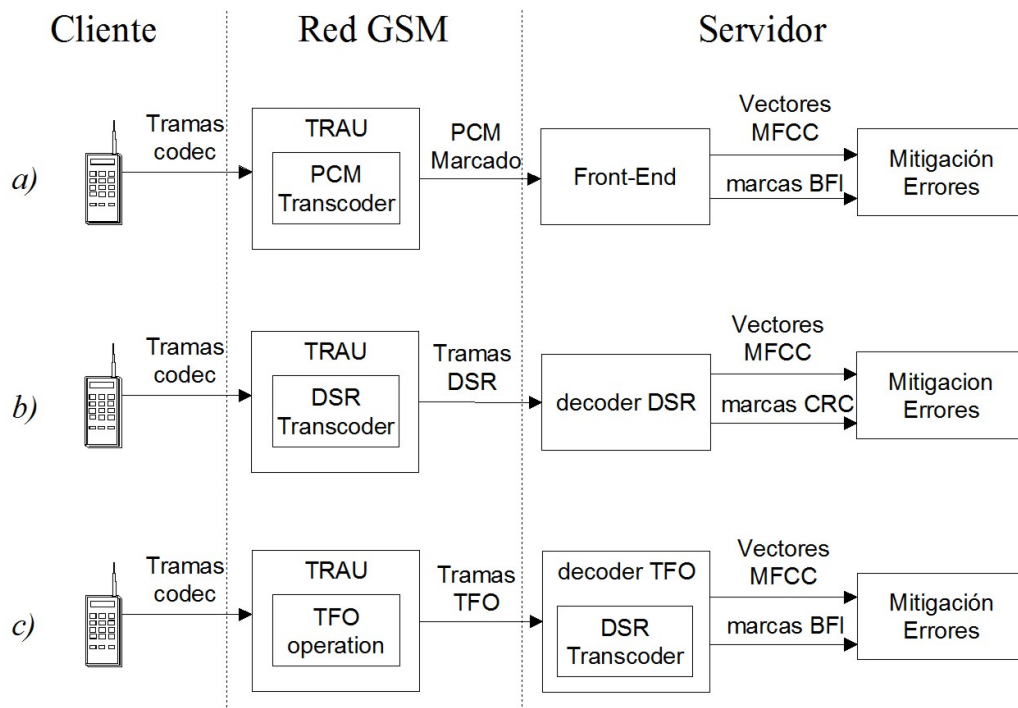 Cliente
Red GSM
Servidor
a)
Tramas
codec
TRAU
PCM
Transcoder
PCM
Marcado
Front-End
Vectores
MFCC
marcas BFI
Mitigación
Errores
b)
Tramas
codec
TRAU
DSR
Transcoder
Tramas
DSR
decoder DSR
Vectores
MFCC
marcas CRC
Mitigacion
Errores
c)
Tramas
codec
TRAU
TFO
operation
Tramas
TFO
decoder TFO
DSR
Transcoder
Vectores
MFCC
marcas BFI
Mitigación
Errores